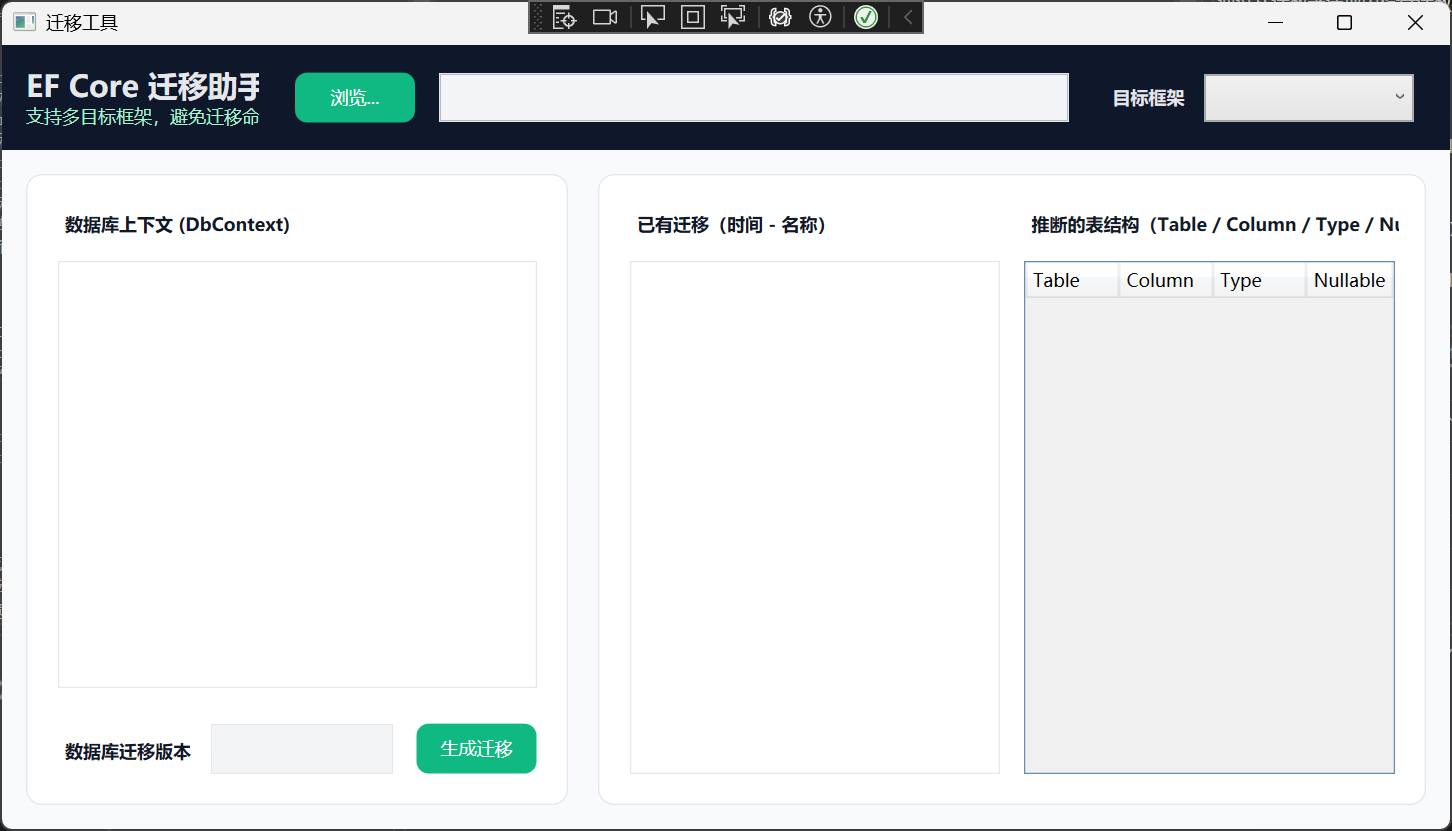 迁移工具
EF Core 迁移助手
支持多目标框架，避免迁移命
浏览...
目标框架
数据库上下文 (DbContext)
已有迁移（时间 - 名称）
推断的表结构（Table / Column / Type / Nu
Table Column Type Nullable
数据库迁移版本
生成迁移